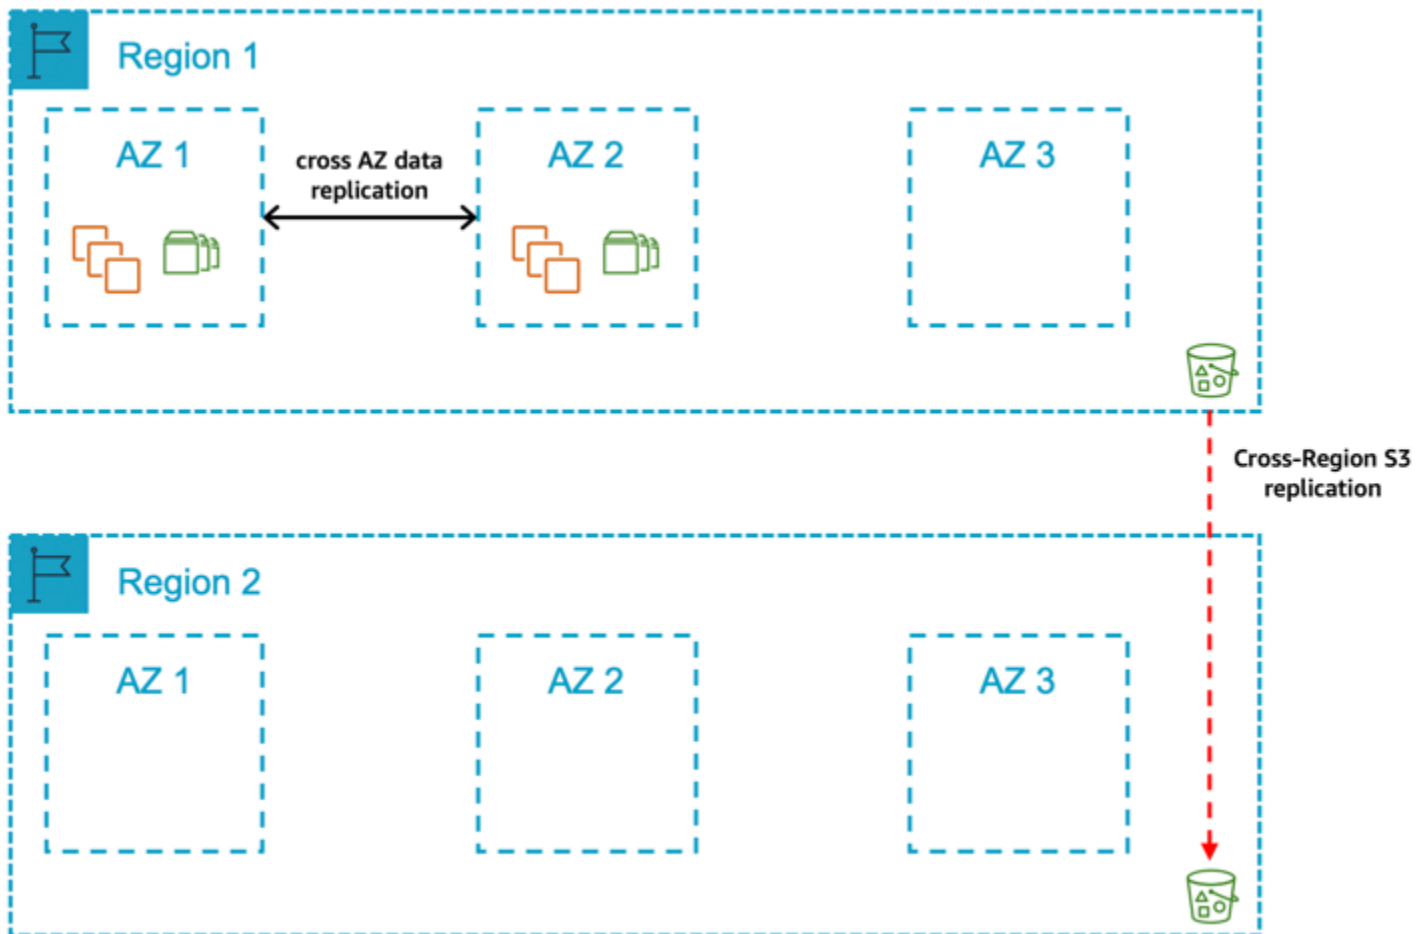 Region 1
AZ 1
cross AZ data
replication
AZ 2
AZ 3
Cross-Region S3
replication
Region 2
AZ 1
AZ 2
AZ 3